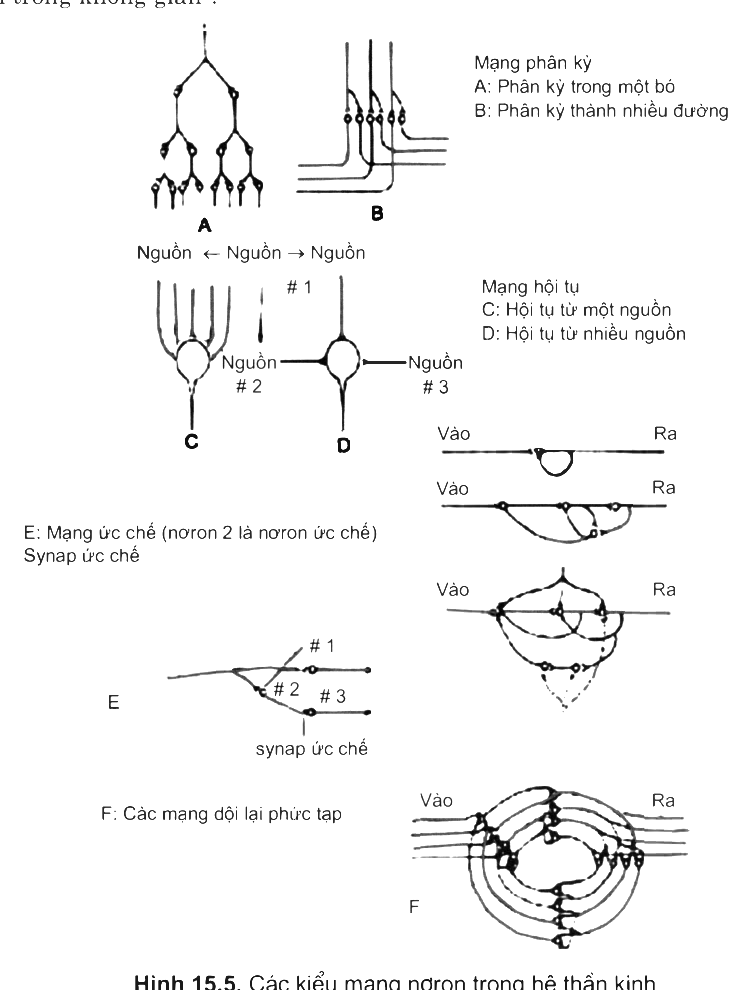 trong không gian".
Mạng phân kỳ
A: Phân kỳ trong một bó
B: Phân kỳ thành nhiều đường
A
B
Nguồn ← Nguồn → Nguồn
# 1
Mạng hội tụ
C: Hội tụ từ một nguồn
D: Hội tụ từ nhiều nguồn
Nguồn
# 2
Nguồn
# 3
C
D
Vào Ra
Vào Ra
E: Mạng ức chế (nơron 2 là nơron ức chế)
Synap ức chế
Vào Ra
# 1
# 2 # 3
E
synap ức chế
F: Các mạng dội lại phức tạp
Vào Ra
F
Hình 15.5. Các kiểu mạng nơron trong hệ thần kinh